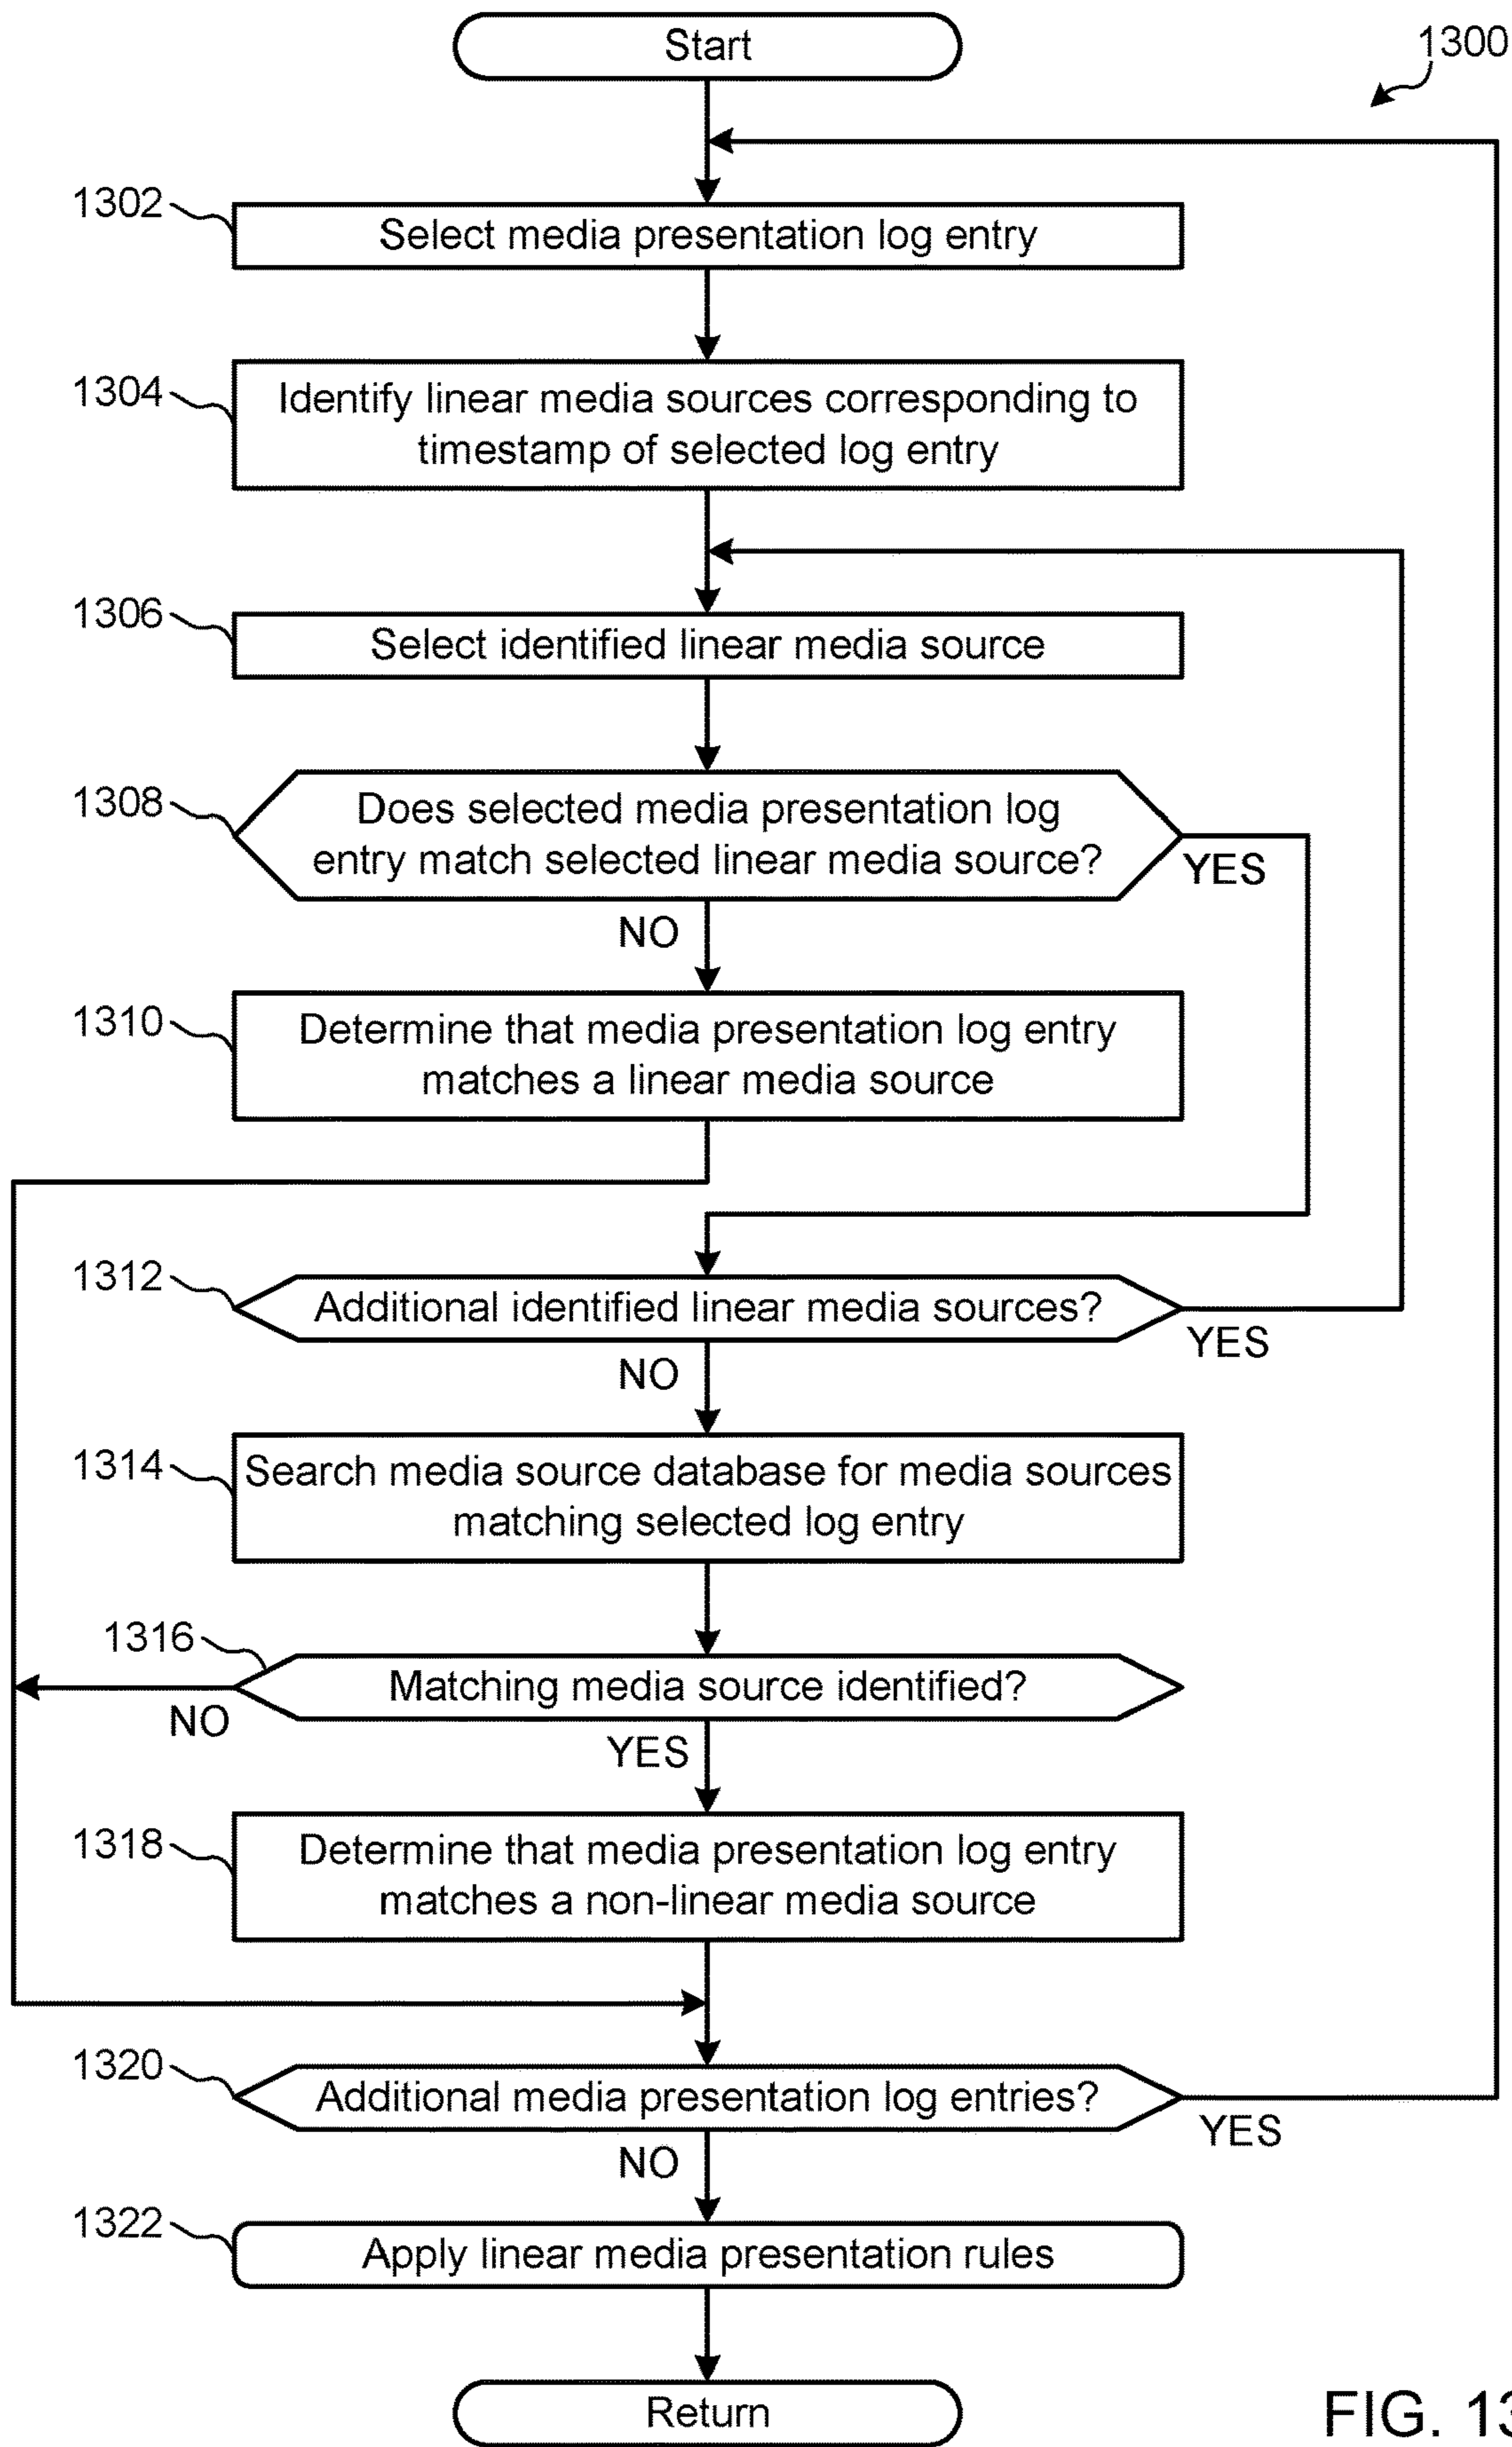 Start
1300
1302
Select media presentation log entry
1304
Identify linear media sources corresponding to
timestamp of selected log entry
1306
Select identified linear media source
1308
Does selected media presentation log
entry match selected linear media source?
YES
NO
1310
Determine that media presentation log entry
matches a linear media source
1312
Additional identified linear media sources?
YES
NO
1314
Search media source database for media sources
matching selected log entry
1316
Matching media source identified?
NO
YES
1318
Determine that media presentation log entry
matches a non-linear media source
1320
Additional media presentation log entries?
YES
NO
1322
Apply linear media presentation rules
Return
FIG. 13